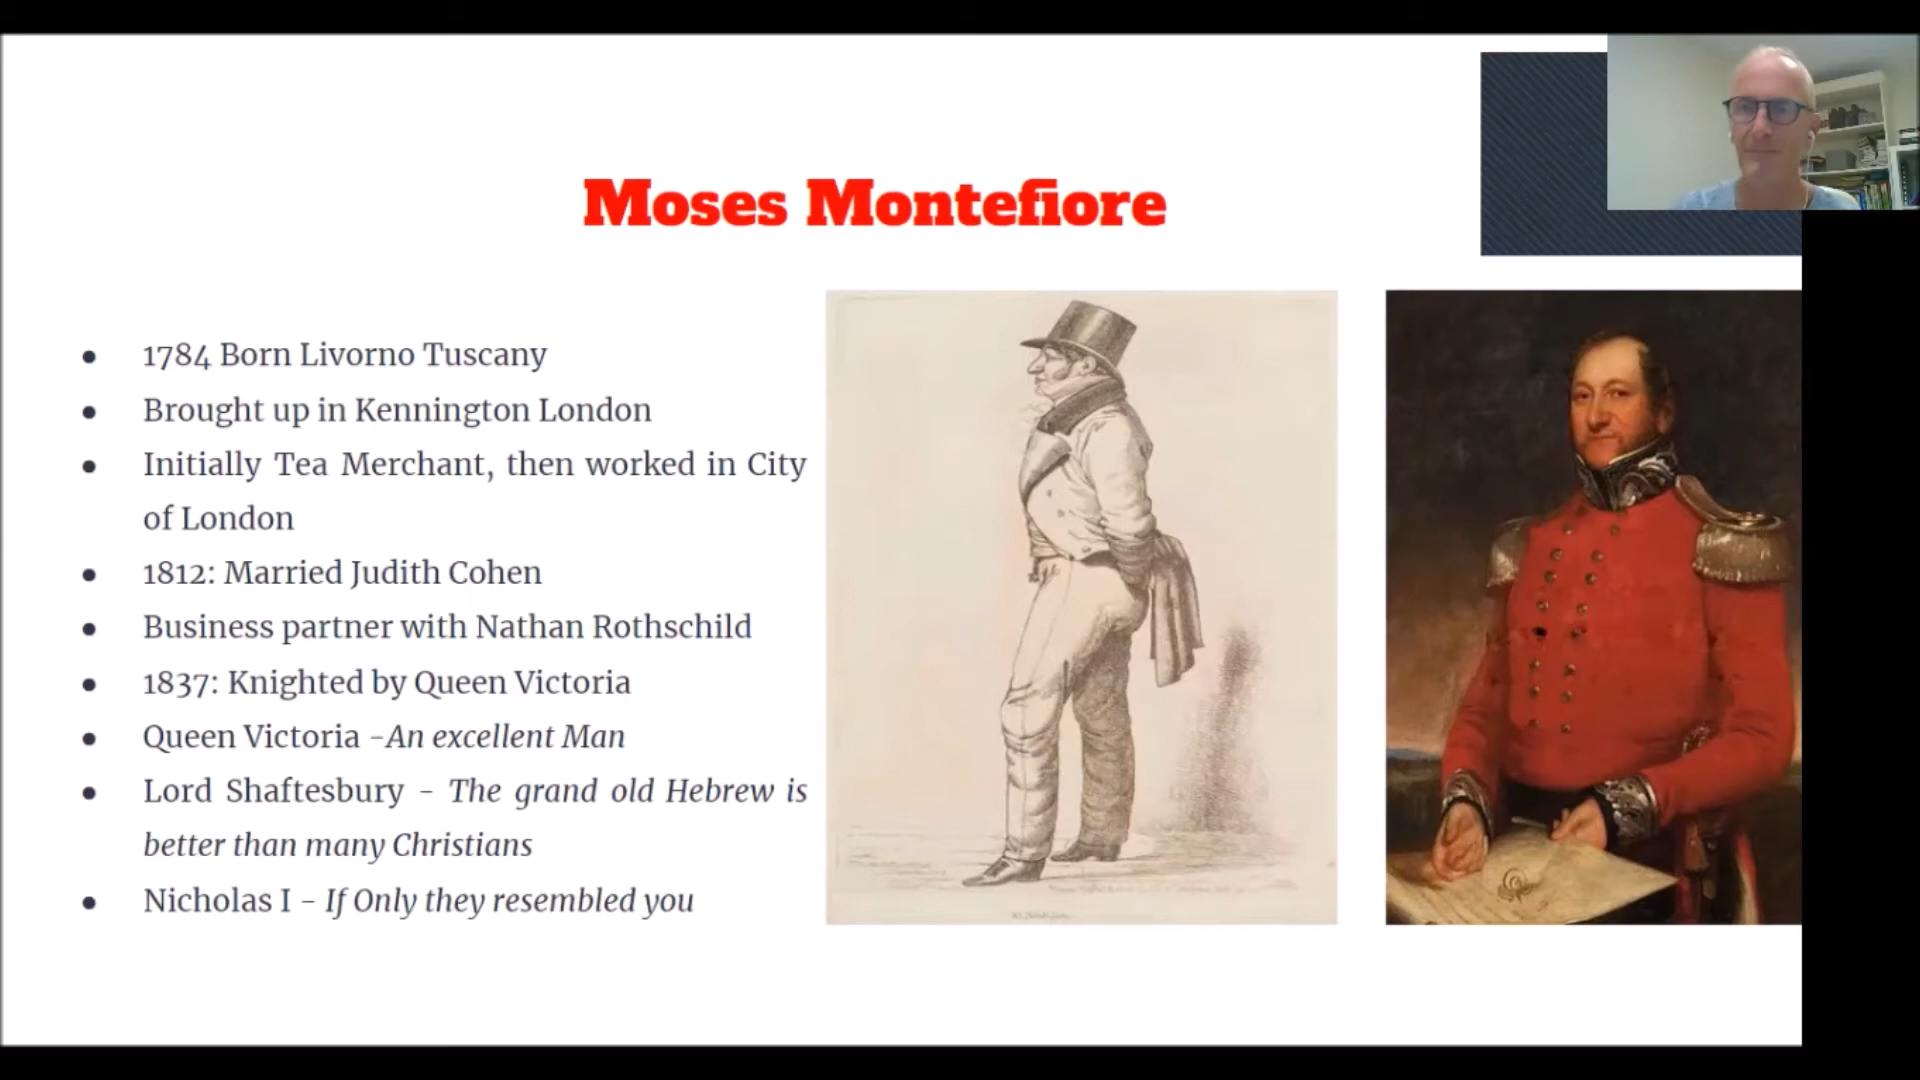 Moses Montefiore
● 1784 Born Livorno Tuscany
● Brought up in Kennington London
● Initially Tea Merchant, then worked in City
of London
● 1812: Married Judith Cohen
● Business partner with Nathan Rothschild
● 1837: Knighted by Queen Victoria
● Queen Victoria -An excellent Man
● Lord Shaftesbury - The grand old Hebrew is
better than many Christians
● Nicholas I - If Only they resembled you